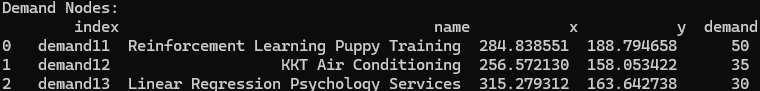 Demand Nodes:
index name x y demand
0 demand11 Reinforcement Learning Puppy Training 284.838551 188.794658 50
1 demand12 KKT Air Conditioning 256.572130 158.053422 35
2 demand13 Linear Regression Psychology Services 315.279312 163.642738 30